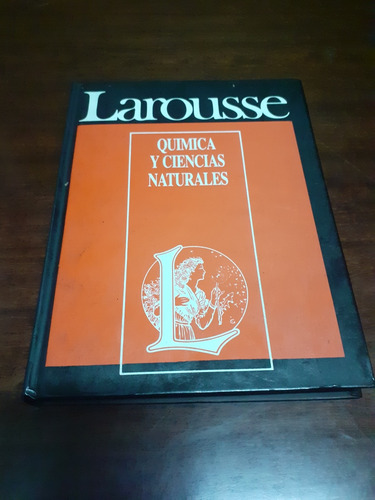 Larousse
QUIMICA
Y CIENCIAS
NATURALES
L